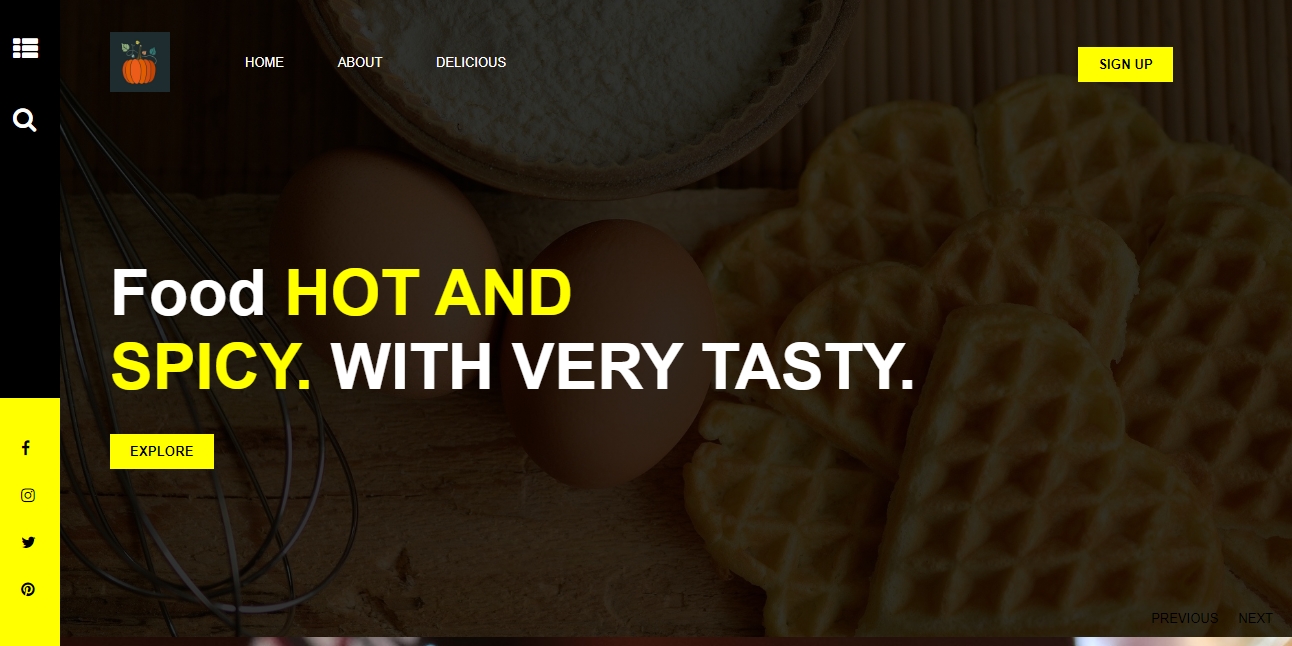 HOME ABOUT DELICIOUS SIGN UP
Food HOT AND
SPICY. WITH VERY TASTY.
EXPLORE
PREVIOUS NEXT